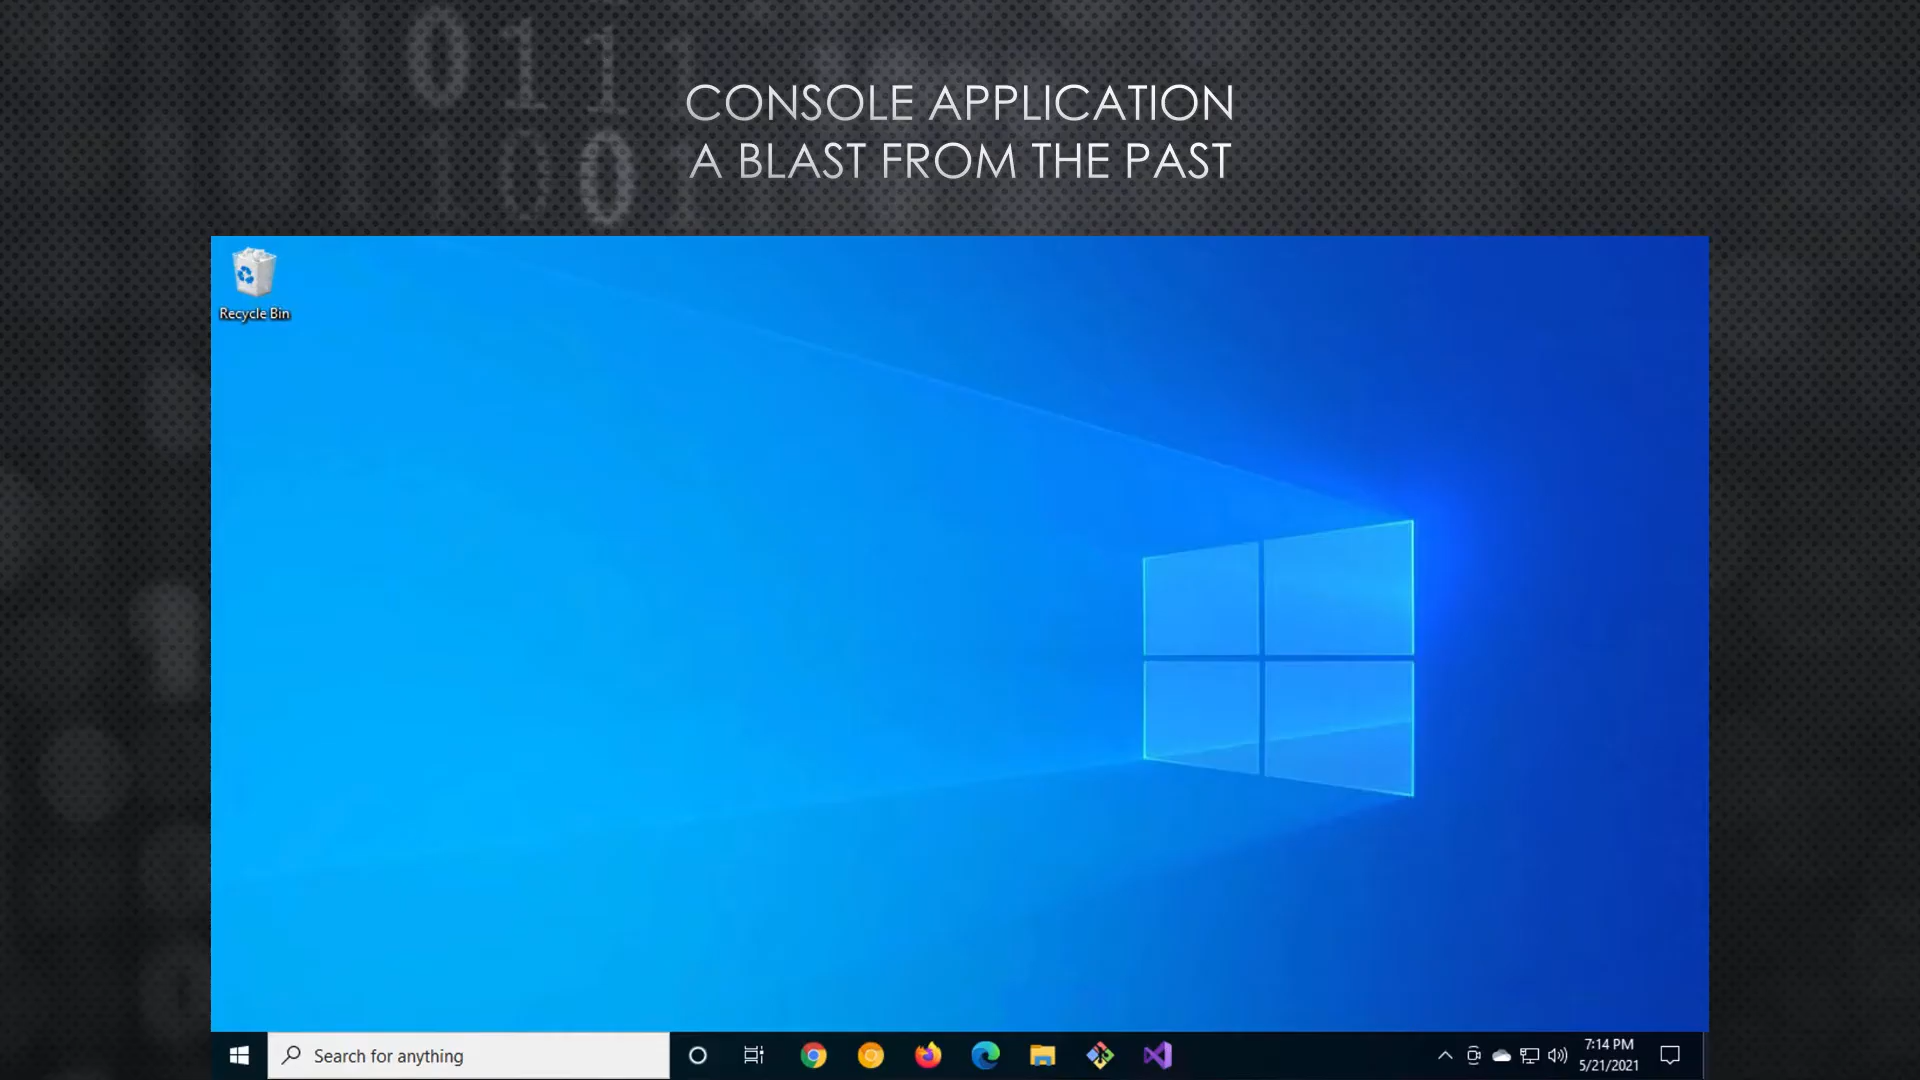 CONSOLE APPLICATION
A BLAST FROM THE PAST
Recycle Bin
Search for anything
7:14 PM
5/21/2021